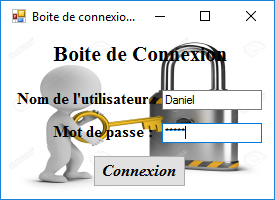 Boite de connexio...
Boite de Connexion
Nom de l'utilisateur : Daniel
Mot de passe : *****
Connexion